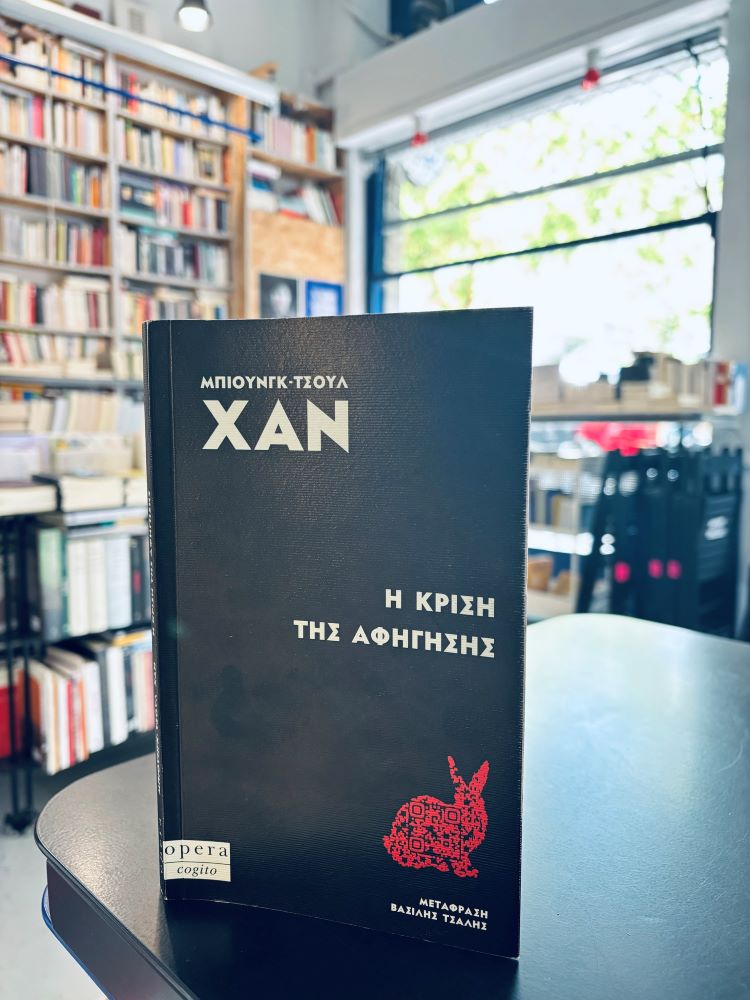 ΜΠΙΟΥΝΓΚ-ΤΣΟΥΛ
ΧΑΝ
Η ΚΡΙΣΗ
ΤΗΣ ΑΦΗΓΗΣΗΣ
opera
cogito
ΜΕΤΑΦΡΑΣΗ
ΒΑΣΙΛΗΣ ΤΣΑΛΗΣ